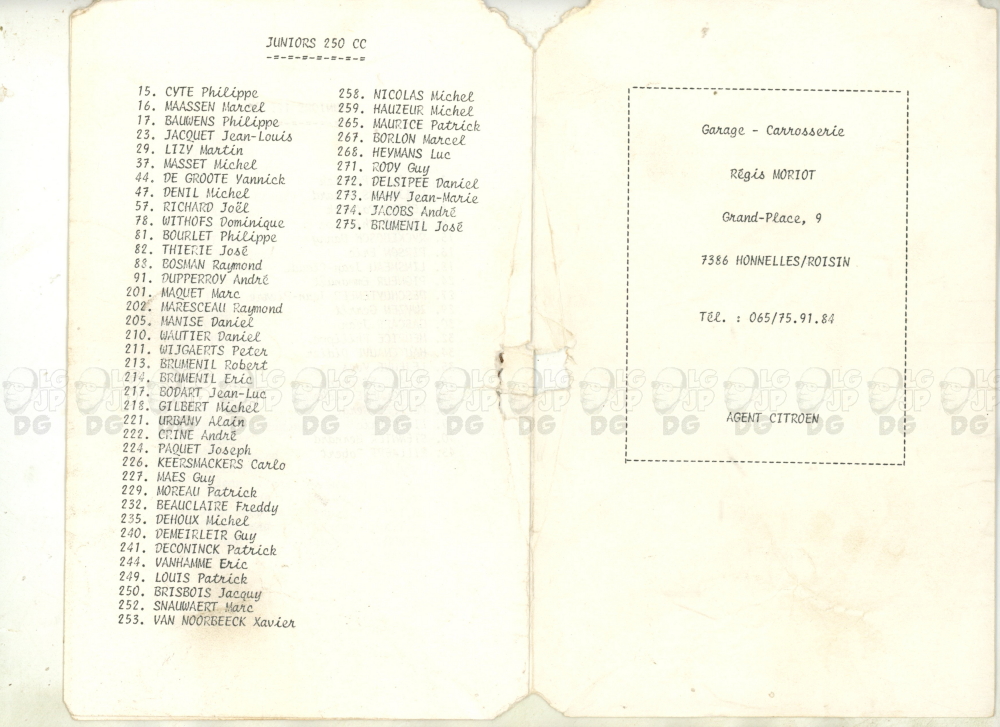 JUNIORS 250 CC
-=-=-=-=-=-=-=
15. CYTE Philippe
16. MAASSEN Marcel
17. BAUWENS Philippe
23. JACQUET Jean-Louis
29. LIZY Martin
37. MASSET Michel
44. DE GROOTE Yannick
47. DENIL Michel
57. RICHARD Joël
78. WITHOFS Dominique
81. BOURLET Philippe
82. THIERIE José
88. BOSMAN Raymond
91. DUPPERROY André
201. MAQUET Marc
202. MARESCEAU Raymond
205. MANISE Daniel
210. WAUTIER Daniel
211. WIJGAERTS Peter
213. BRUMENIL Robert
214. BRUMENIL Eric
217. BODART Jean-Luc
218. GILBERT Michel
221. URBANY Alain
222. CRINE André
224. PAQUET Joseph
226. KEERSMACKERS Carlo
227. MAES Guy
229. MOREAU Patrick
232. BEAUCLAIRE Freddy
235. DEHOUX Michel
240. DEMEIRLEIR Guy
241. DECONINCK Patrick
244. VANHAMME Eric
249. LOUIS Patrick
250. BRISBOIS Jacquy
252. SNAUWAERT Marc
253. VAN NOORBEECK Xavier
258. NICOLAS Michel
259. HAUZEUR Michel
265. MAURICE Patrick
267. BORLON Marcel
268. HEYMANS Luc
271. RODY Guy
272. DELSIPEE Daniel
273. MAHY Jean-Marie
274. JACOBS André
275. BRUMENIL José
Garage - Carrosserie
Régis MORIOT
Grand-Place, 9
7386 HONNELLES/ROISIN
Tél. : 065/75.91.84
AGENT CITROEN
LG JP DG